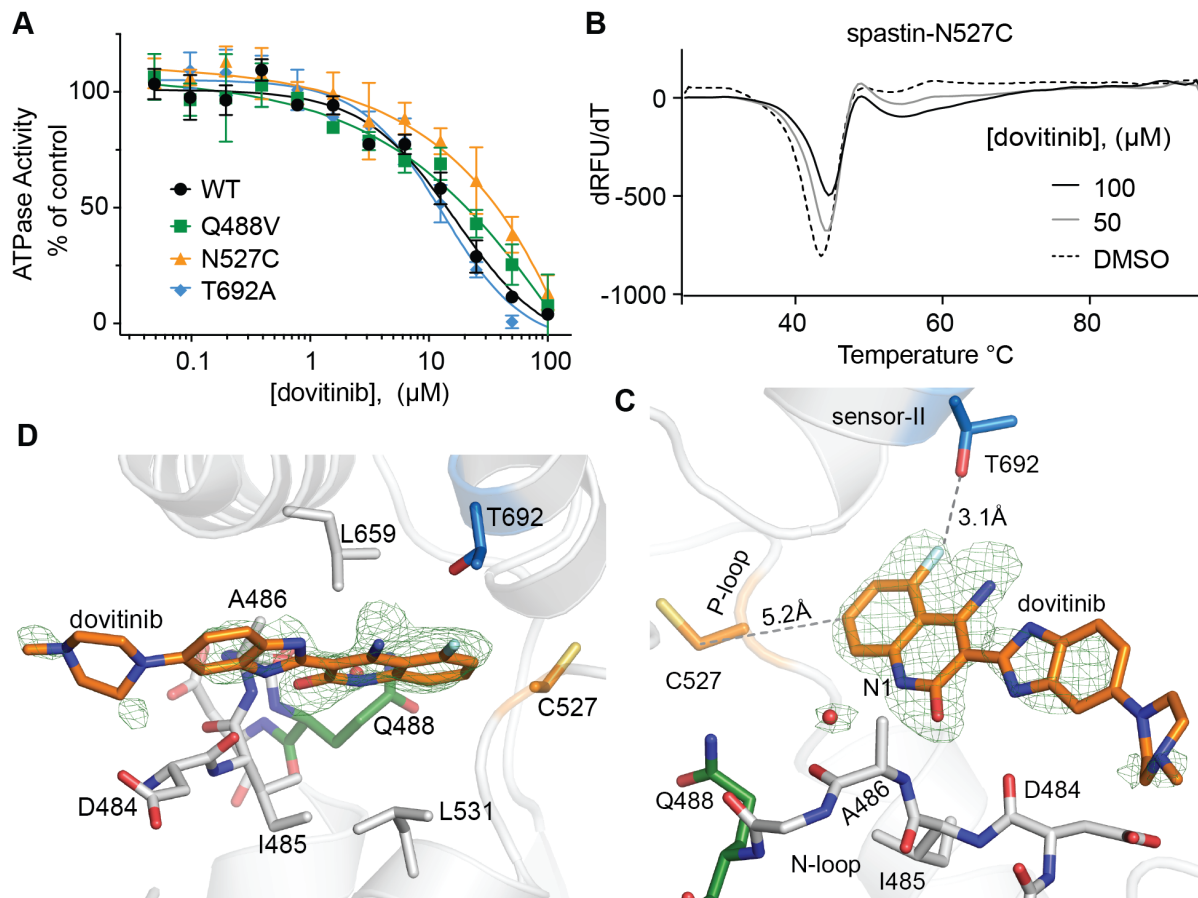 A
ATPase Activity
% of control
100
50
0
WT
Q488V
N527C
T692A
0.1
1
10
100
[dovitinib], (µM)
B
spastin-N527C
dRFU/dT
0
-500
-1000
[dovitinib], (µM)
100
50
DMSO
40
60
80
Temperature °C
D
L659
T692
dovitinib
A486
C527
Q488
D484
L531
I485
C
sensor-II
T692
3.1Å
P-loop
5.2Å
dovitinib
C527
N1
Q488
A486
D484
N-loop
I485